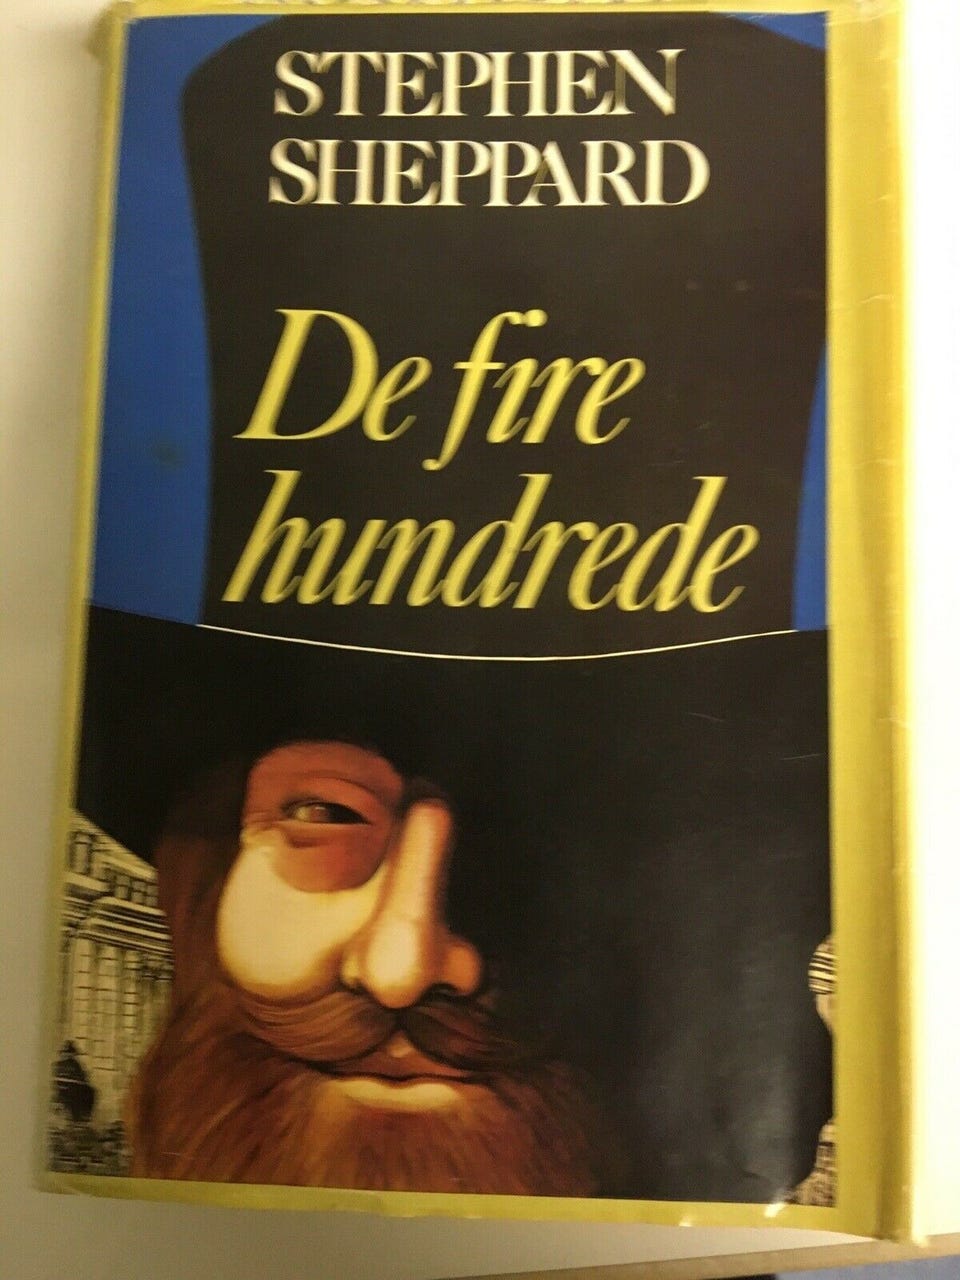 STEPHEN
SHEPPARD
De fire
hundrede